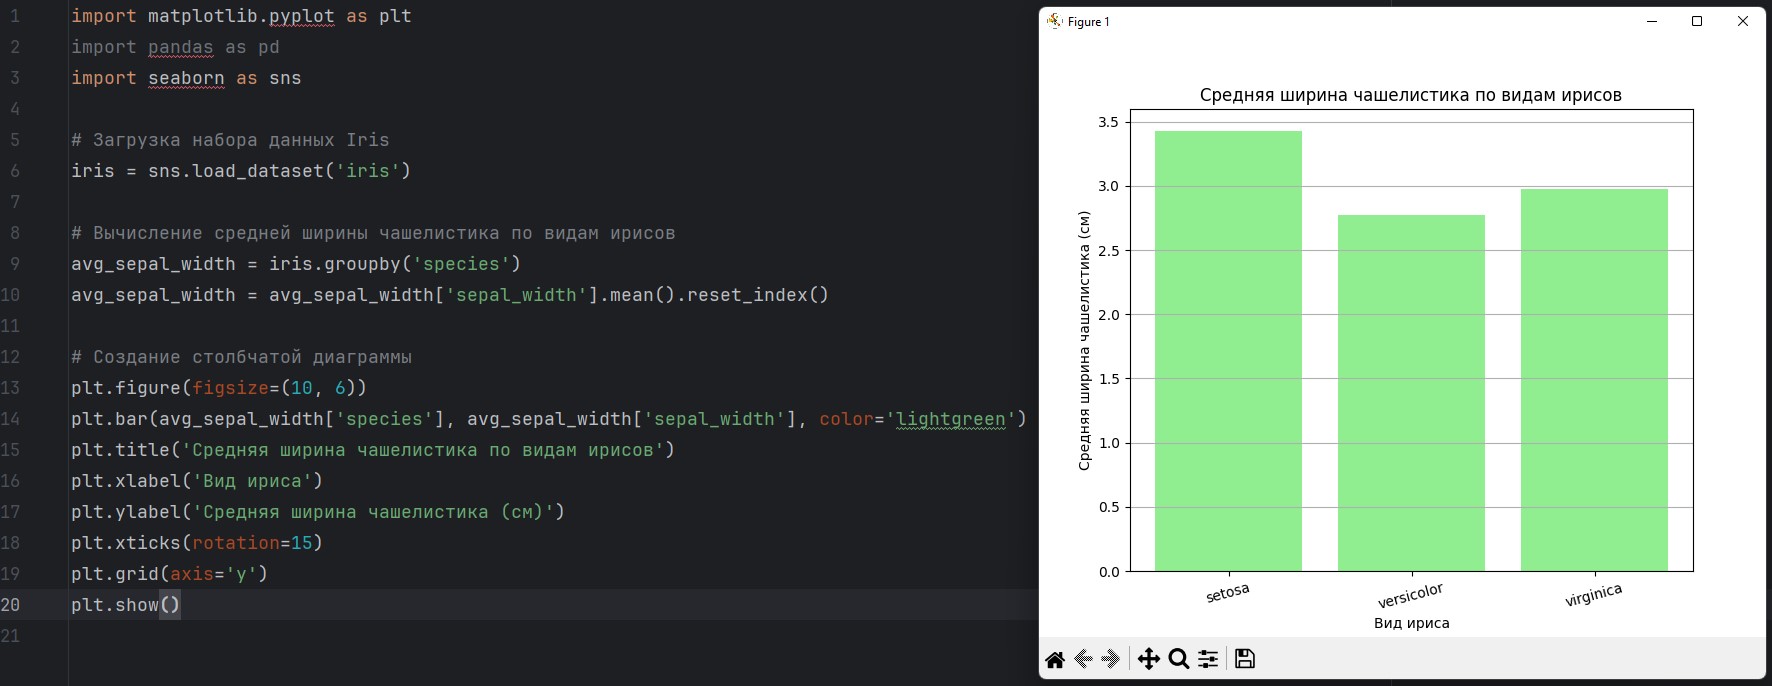 1 import matplotlib.pyplot as plt
2 import pandas as pd
3 import seaborn as sns
4
5 # Загрузка набора данных Iris
6 iris = sns.load_dataset('iris')
7
8 # Вычисление средней ширины чашелистика по видам ирисов
9 avg_sepal_width = iris.groupby('species')
10 avg_sepal_width = avg_sepal_width['sepal_width'].mean().reset_index()
11
12 # Создание столбчатой диаграммы
13 plt.figure(figsize=(10, 6))
14 plt.bar(avg_sepal_width['species'], avg_sepal_width['sepal_width'], color='lightgreen')
15 plt.title('Средняя ширина чашелистика по видам ирисов')
16 plt.xlabel('Вид ириса')
17 plt.ylabel('Средняя ширина чашелистика (см)')
18 plt.xticks(rotation=15)
19 plt.grid(axis='y')
20 plt.show()
21
Figure 1
Средняя ширина чашелистика по видам ирисов
Средняя ширина чашелистика (см)
3.5
3.0
2.5
2.0
1.5
1.0
0.5
0.0
setosa versicolor virginica
Вид ириса